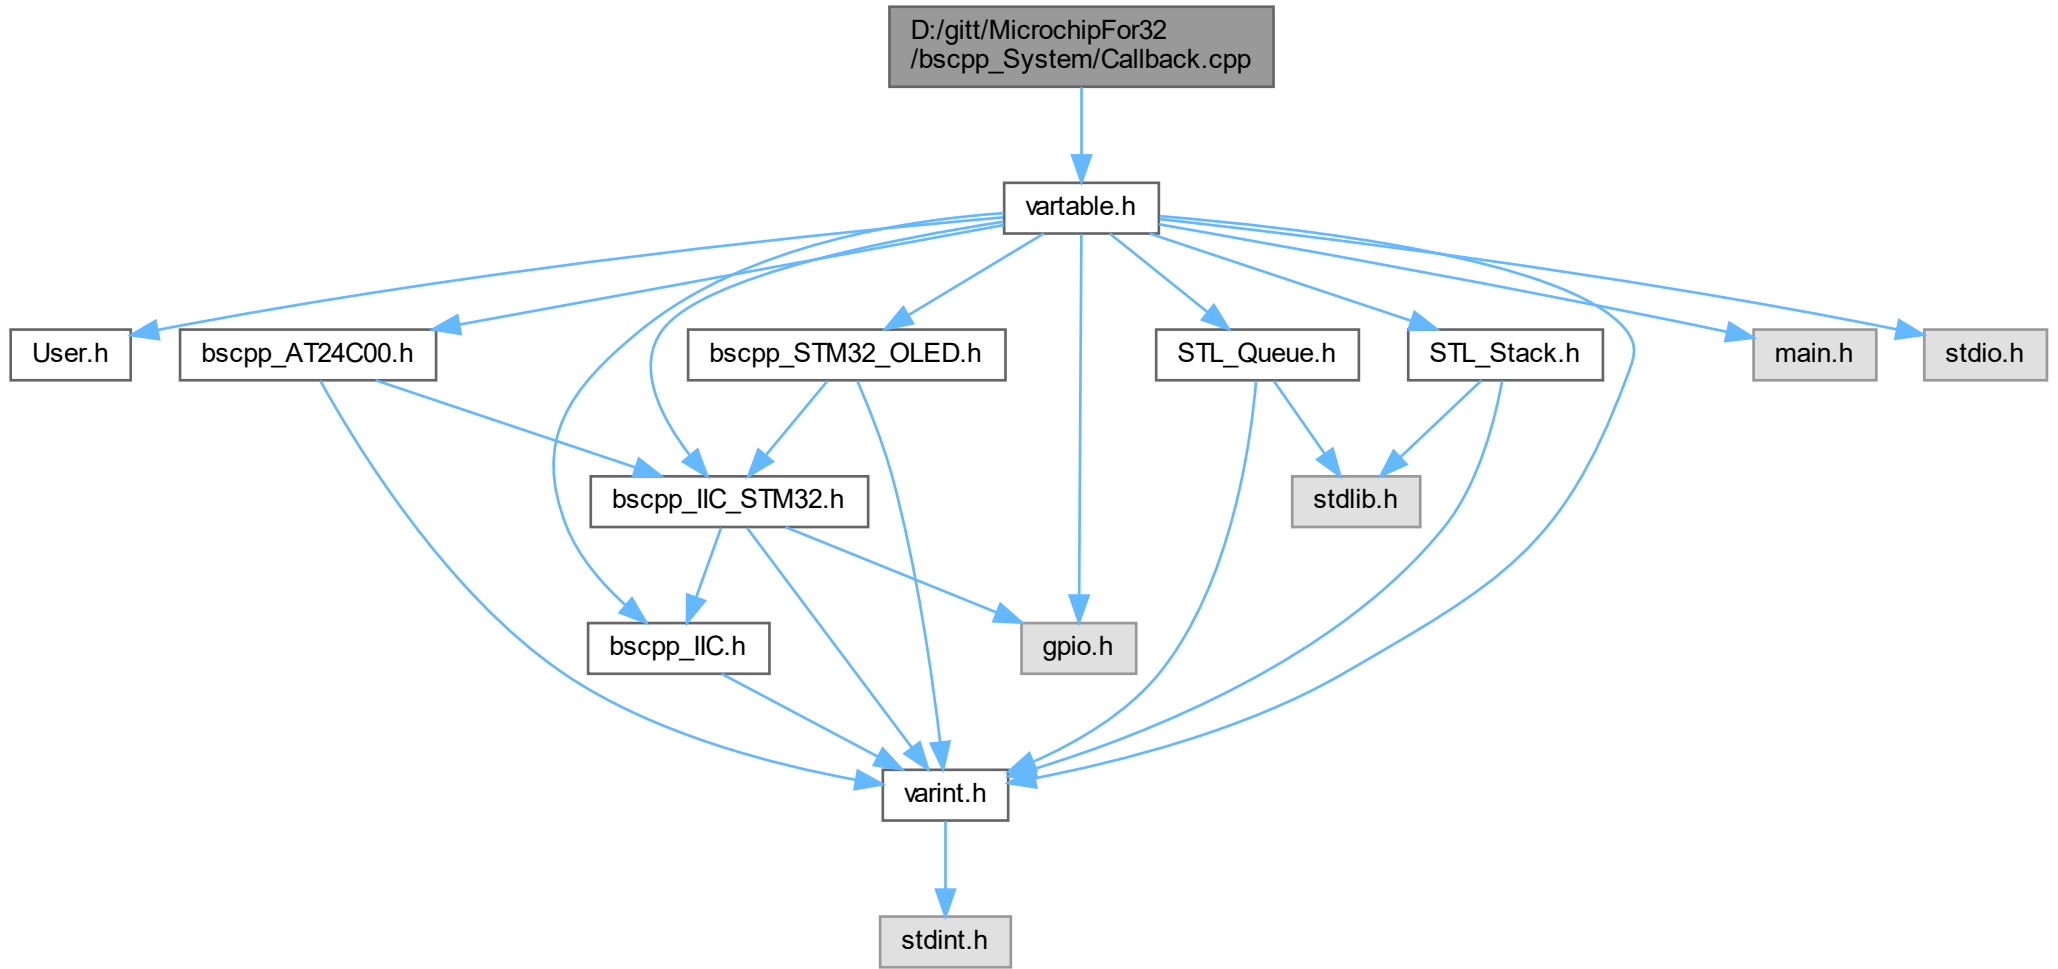 D:/gitt/MicrochipFor32
/bscpp_System/Callback.cpp
vartable.h
User.h
bscpp_AT24C00.h
bscpp_STM32_OLED.h
STL_Queue.h
STL_Stack.h
main.h
stdio.h
bscpp_IIC_STM32.h
stdlib.h
bscpp_IIC.h
gpio.h
varint.h
stdint.h